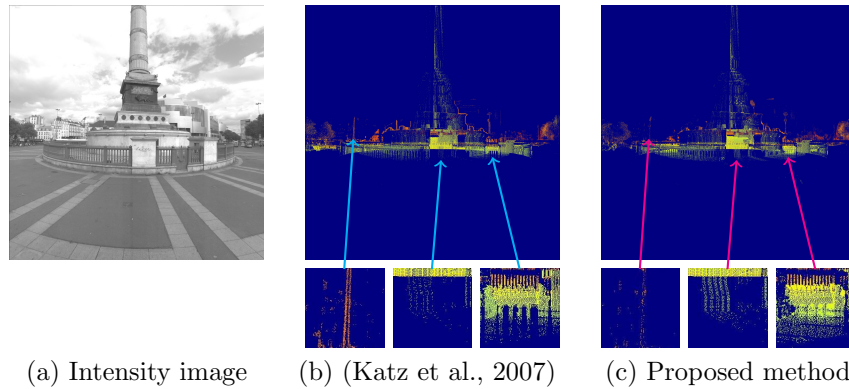 (a) Intensity image
(b) (Katz et al., 2007)
(c) Proposed method